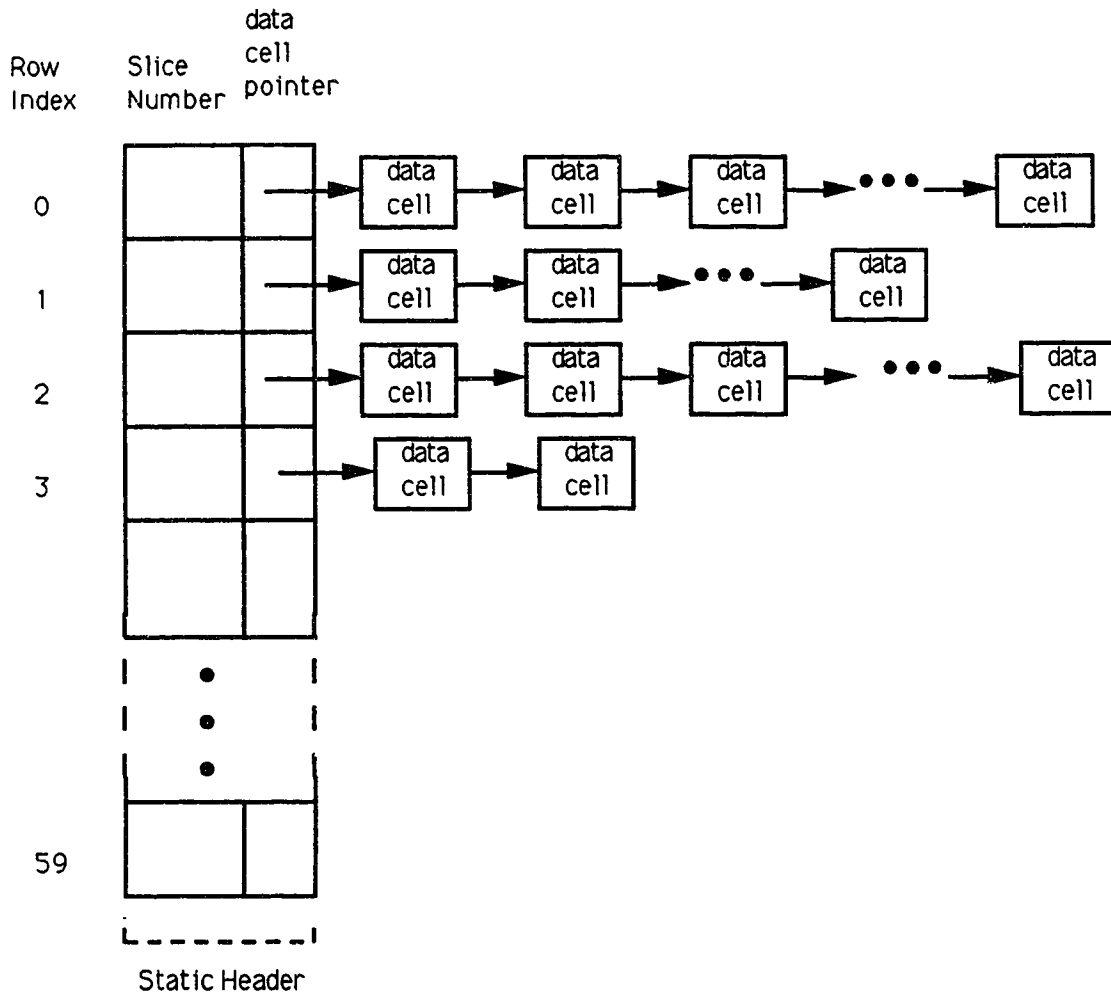 Row
Index
Slice
Number
data
cell
pointer
0
data
cell
data
cell
data
cell
data
cell
1
data
cell
data
cell
data
cell
2
data
cell
data
cell
data
cell
data
cell
3
data
cell
data
cell
59
Static Header